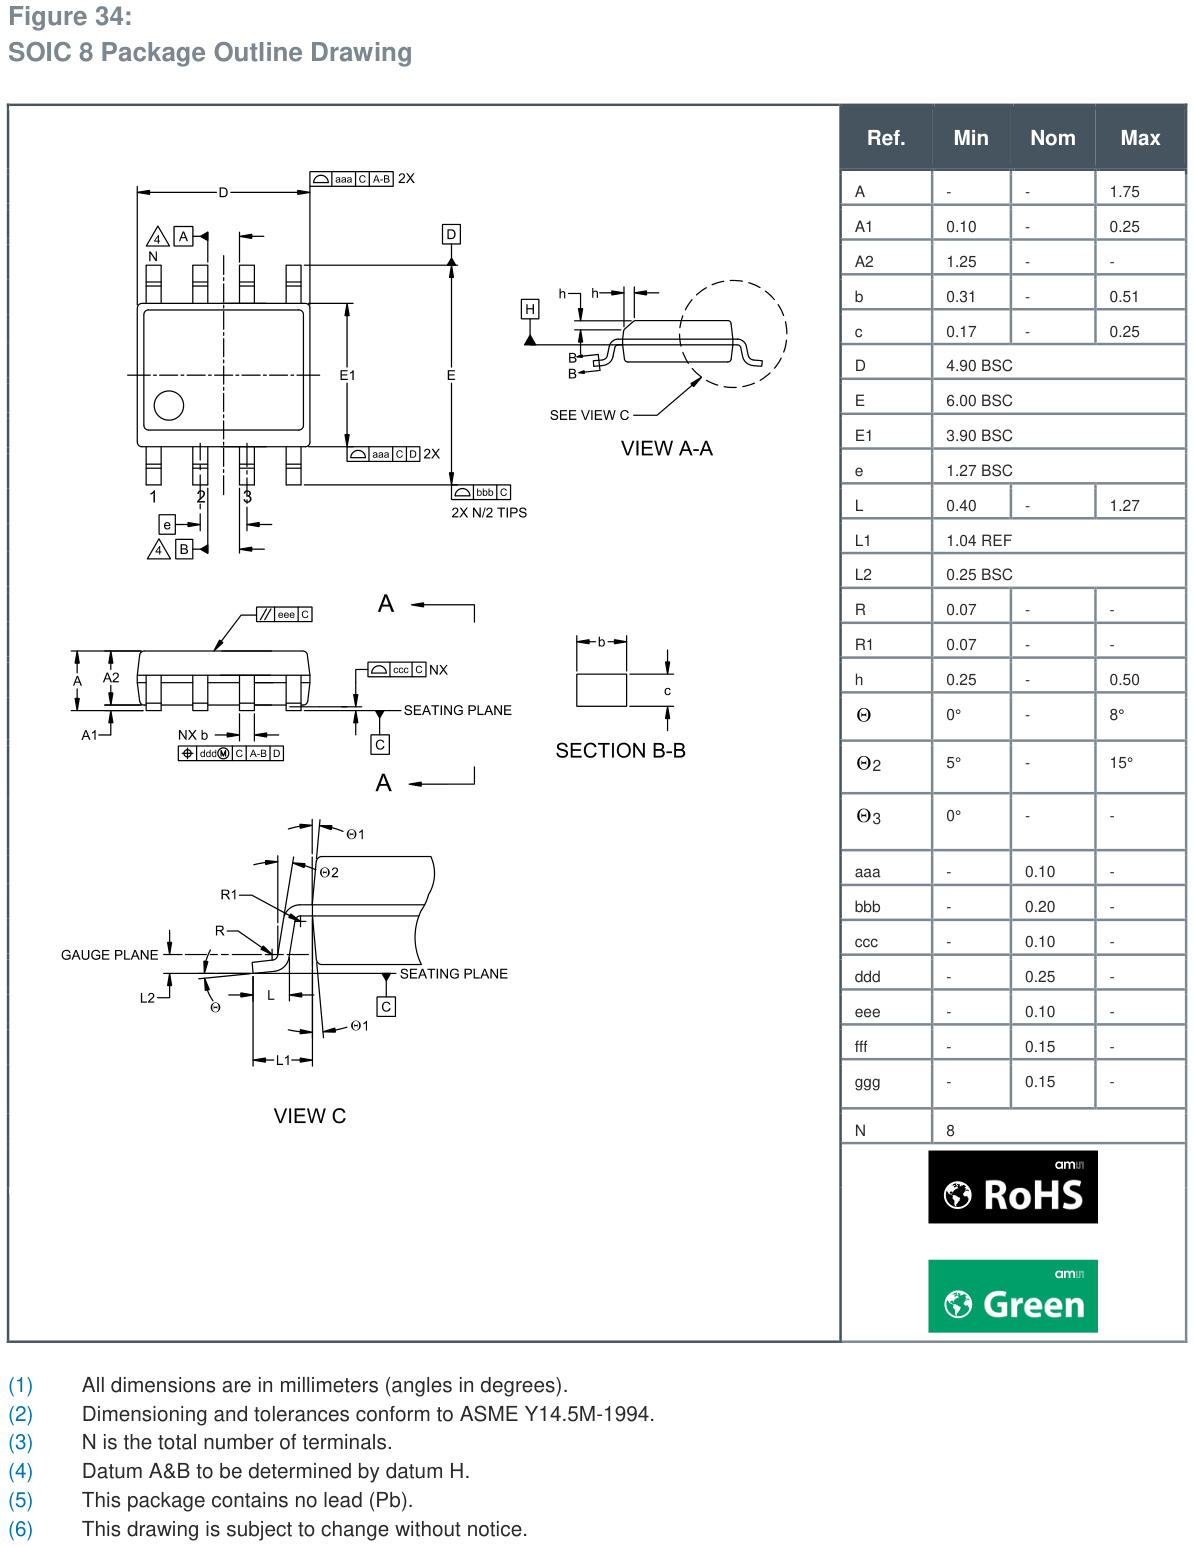 Figure 34:
SOIC 8 Package Outline Drawing
aaa C A-B 2X
D
4 A
N
D
E1
E
aaa C D 2X
1 2 3
bbb C
2X N/2 TIPS
e
4 B
h h
H
B
B
SEE VIEW C
VIEW A-A
A
eee C
A A2
ccc C NX
SEATING PLANE
A1
NX b
ddd M C A-B D
C
A
b
c
SECTION B-B
Θ1
Θ2
R1
R
GAUGE PLANE
SEATING PLANE
L2
Θ
L
C
Θ1
L1
VIEW C
Ref. Min Nom Max
A - - 1.75
A1 0.10 - 0.25
A2 1.25 - -
b 0.31 - 0.51
c 0.17 - 0.25
D 4.90 BSC
E 6.00 BSC
E1 3.90 BSC
e 1.27 BSC
L 0.40 - 1.27
L1 1.04 REF
L2 0.25 BSC
R 0.07 - -
R1 0.07 - -
h 0.25 - 0.50
Θ 0° - 8°
Θ2 5° - 15°
Θ3 0° - -
aaa - 0.10 -
bbb - 0.20 -
ccc - 0.10 -
ddd - 0.25 -
eee - 0.10 -
fff - 0.15 -
ggg - 0.15 -
N 8
amu
RoHS
amu
Green
(1) All dimensions are in millimeters (angles in degrees).
(2) Dimensioning and tolerances conform to ASME Y14.5M-1994.
(3) N is the total number of terminals.
(4) Datum A&B to be determined by datum H.
(5) This package contains no lead (Pb).
(6) This drawing is subject to change without notice.